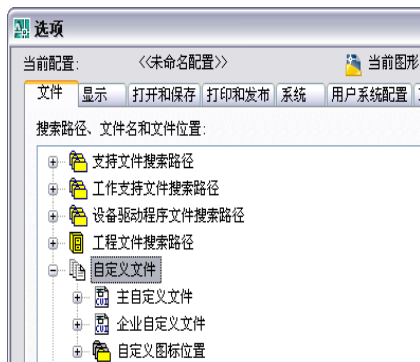 选项
当前配置: <<未命名配置>> 当前图形
文件 显示 打开和保存 打印和发布 系统 用户系统配置
搜索路径、文件名和文件位置:
支持文件搜索路径
工作支持文件搜索路径
设备驱动程序文件搜索路径
工程文件搜索路径
自定义文件
CUI 主自定义文件
CUI 企业自定义文件
自定义图标位置